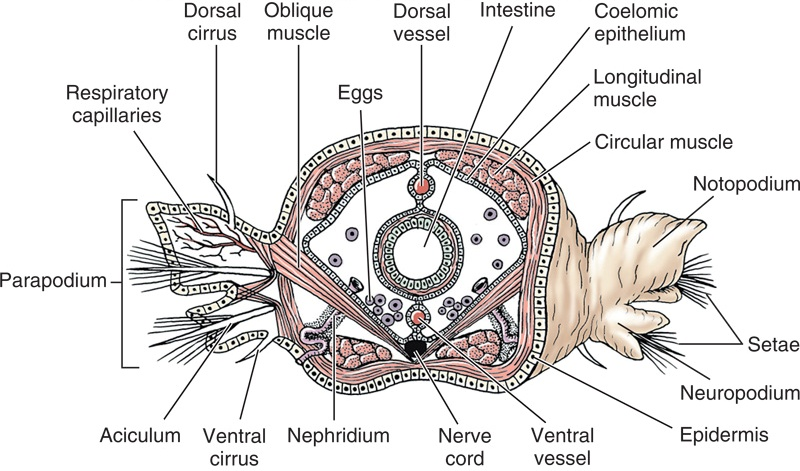 Dorsal
cirrus
Oblique
muscle
Dorsal
vessel
Intestine
Coelomic
epithelium
Respiratory
capillaries
Eggs
Longitudinal
muscle
Circular muscle
Notopodium
Parapodium
Setae
Neuropodium
Aciculum
Ventral
cirrus
Nephridium
Nerve
cord
Ventral
vessel
Epidermis